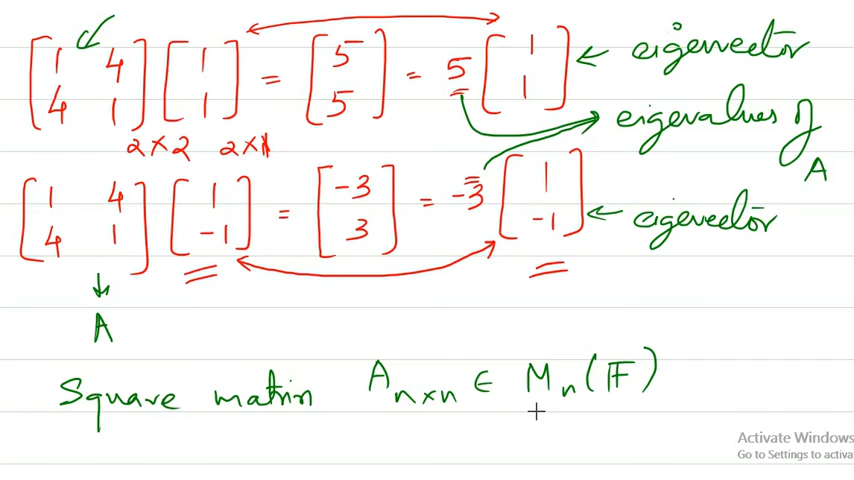 [1 4; 4 1] [1; 1] = [5; 5] = 5 [1; 1] ← eigenvector
2×2 2×1
eigenvalues of A
[1 4; 4 1] [1; -1] = [-3; 3] = -3 [1; -1] ← eigenvector
↓
A
Square matrix A n×n ∈ M n (𝔽)
Activate Windows
Go to Settings to activa